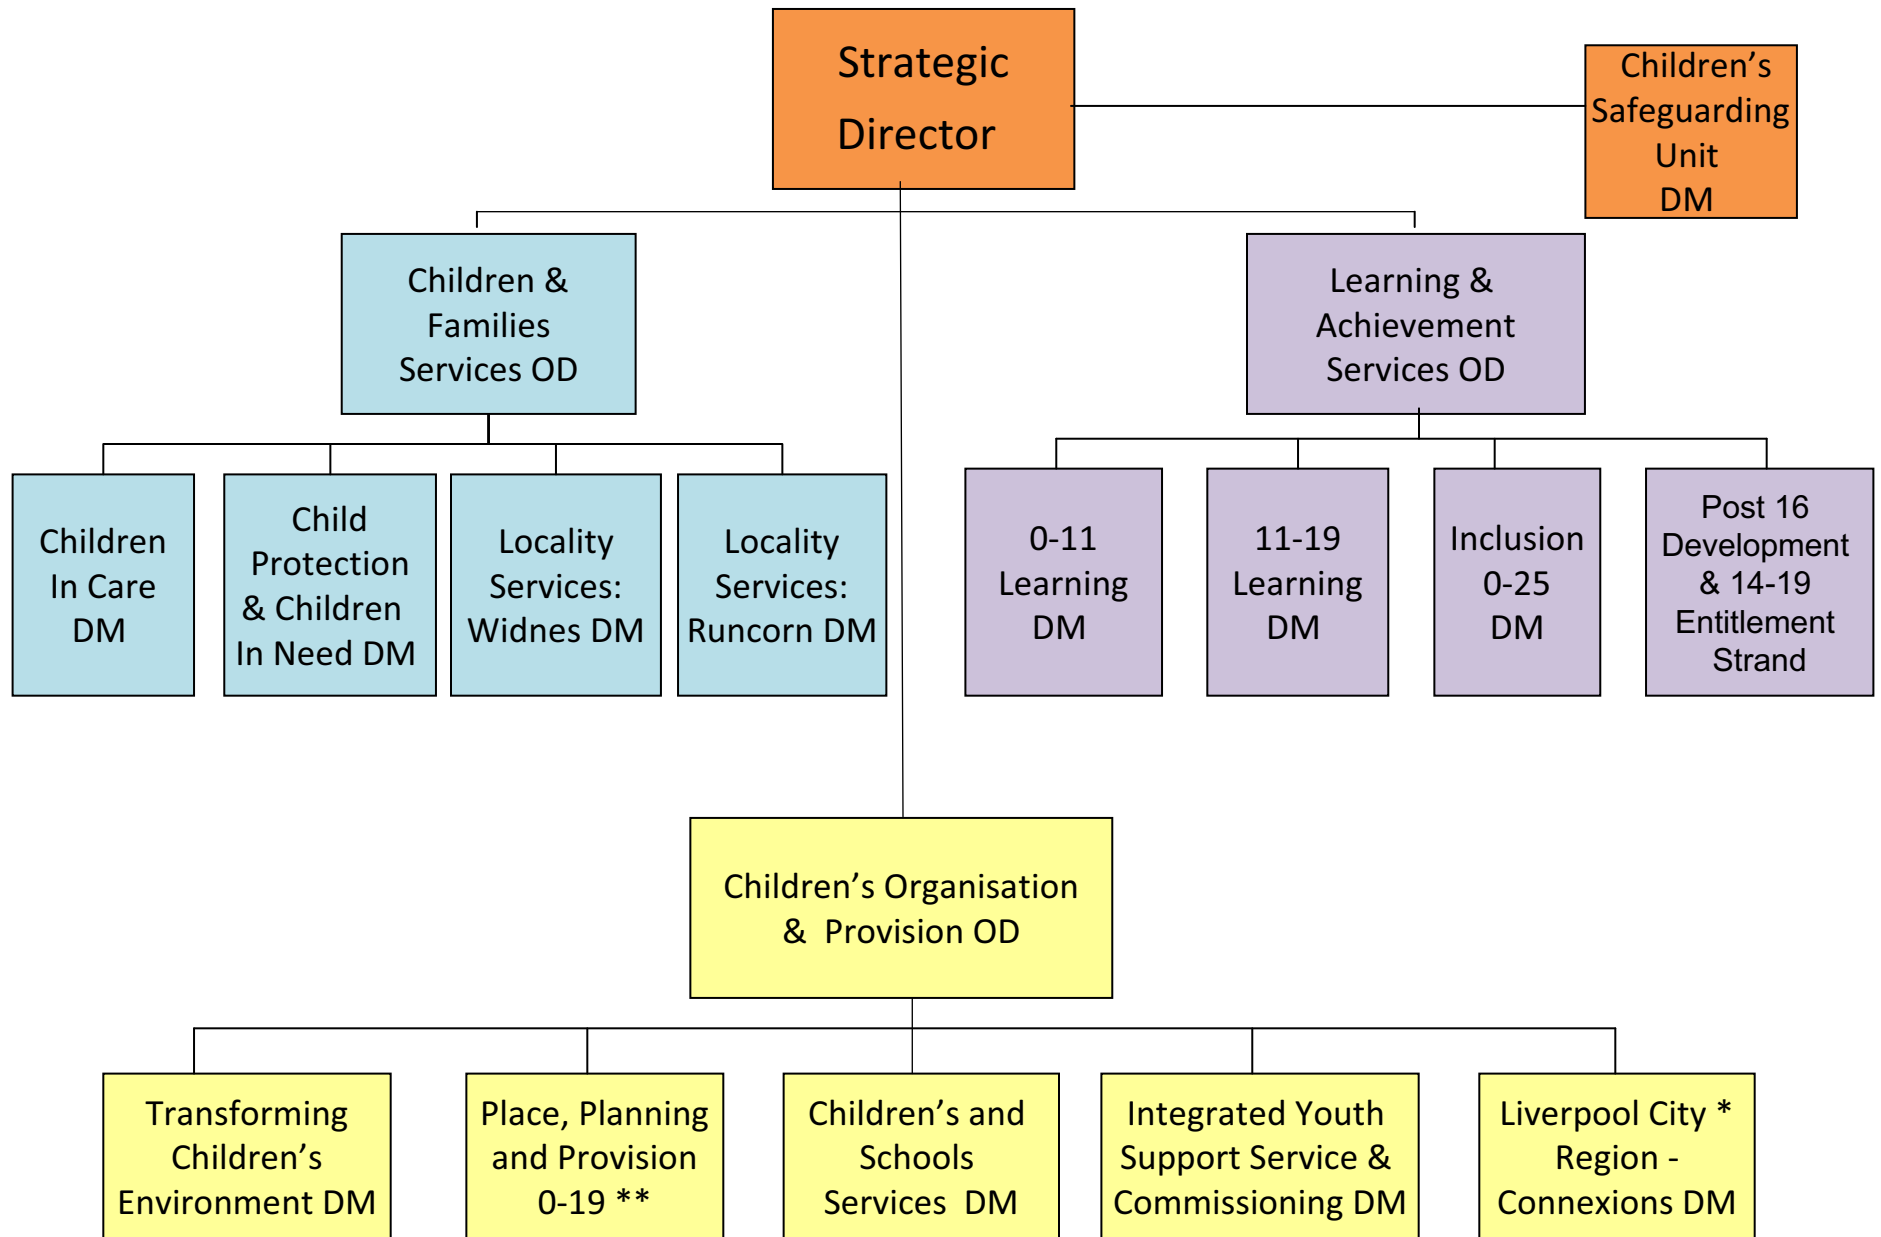 Strategic
Director
Children’s
Safeguarding
Unit
DM
Children &
Families
Services OD
Learning &
Achievement
Services OD
Children
In Care
DM
Child
Protection
& Children
In Need DM
Locality
Services:
Widnes DM
Locality
Services:
Runcorn DM
0-11
Learning
DM
11-19
Learning
DM
Inclusion
0-25
DM
Post 16
Development
& 14-19
Entitlement
Strand
Children’s Organisation
& Provision OD
Transforming
Children’s
Environment DM
Place, Planning
and Provision
0-19 **
Children’s and
Schools
Services DM
Integrated Youth
Support Service &
Commissioning DM
Liverpool City *
Region -
Connexions DM